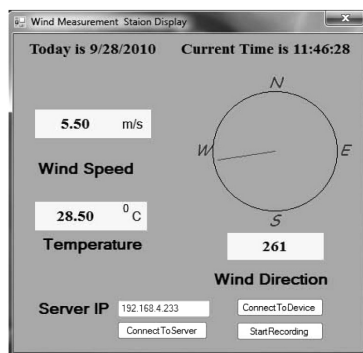 Wind Measurement Staion Display
Today is 9/28/2010 Current Time is 11:46:28
N
5.50 m/s
W E
Wind Speed
28.50 0 C
S
Temperature
261
Wind Direction
Server IP 192.168.4.233 ConnectToDevice
ConnectToServer StartRecording